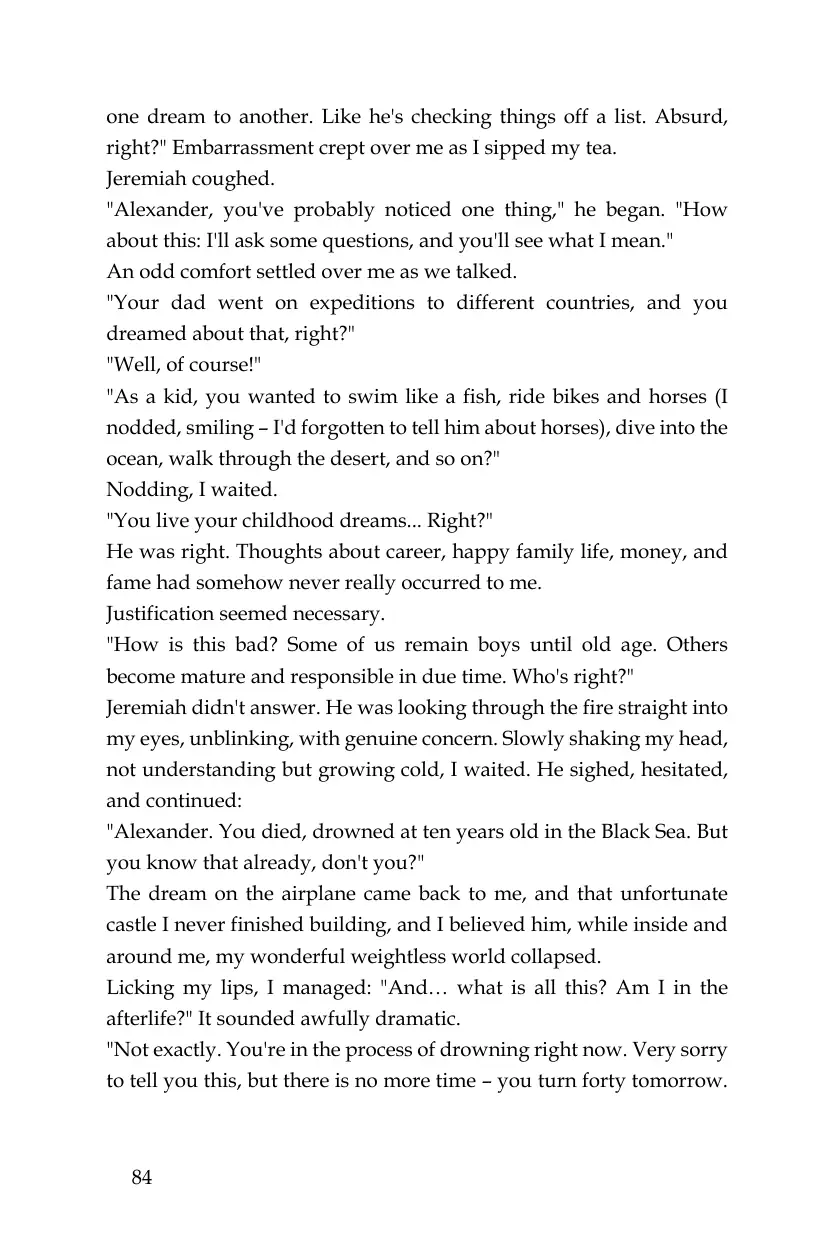 one dream to another. Like he's checking things off a list. Absurd,
right?" Embarrassment crept over me as I sipped my tea.
Jeremiah coughed.
"Alexander, you've probably noticed one thing," he began. "How
about this: I'll ask some questions, and you'll see what I mean."
An odd comfort settled over me as we talked.
"Your dad went on expeditions to different countries, and you
dreamed about that, right?"
"Well, of course!"
"As a kid, you wanted to swim like a fish, ride bikes and horses (I
nodded, smiling – I'd forgotten to tell him about horses), dive into the
ocean, walk through the desert, and so on?"
Nodding, I waited.
"You live your childhood dreams... Right?"
He was right. Thoughts about career, happy family life, money, and
fame had somehow never really occurred to me.
Justification seemed necessary.
"How is this bad? Some of us remain boys until old age. Others
become mature and responsible in due time. Who's right?"
Jeremiah didn't answer. He was looking through the fire straight into
my eyes, unblinking, with genuine concern. Slowly shaking my head,
not understanding but growing cold, I waited. He sighed, hesitated,
and continued:
"Alexander. You died, drowned at ten years old in the Black Sea. But
you know that already, don't you?"
The dream on the airplane came back to me, and that unfortunate
castle I never finished building, and I believed him, while inside and
around me, my wonderful weightless world collapsed.
Licking my lips, I managed: "And… what is all this? Am I in the
afterlife?" It sounded awfully dramatic.
"Not exactly. You're in the process of drowning right now. Very sorry
to tell you this, but there is no more time – you turn forty tomorrow.
84